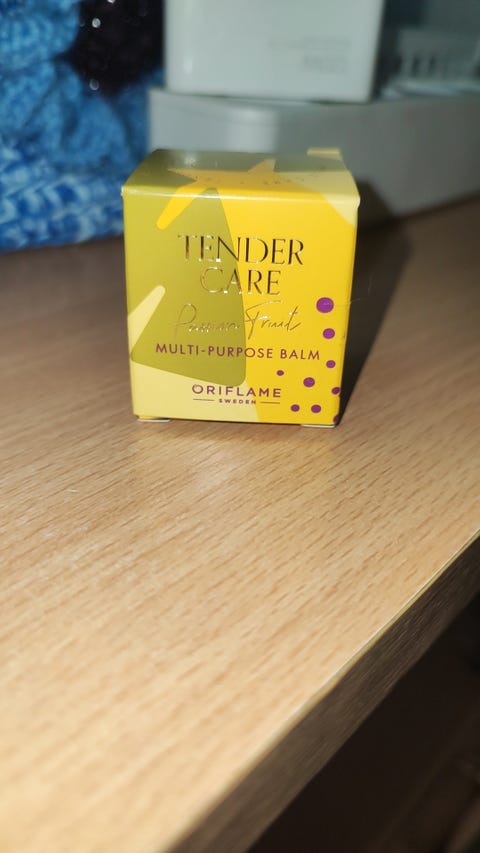 TENDER
CARE
Passion Fruit
MULTI-PURPOSE BALM
ORIFLAME
SWEDEN